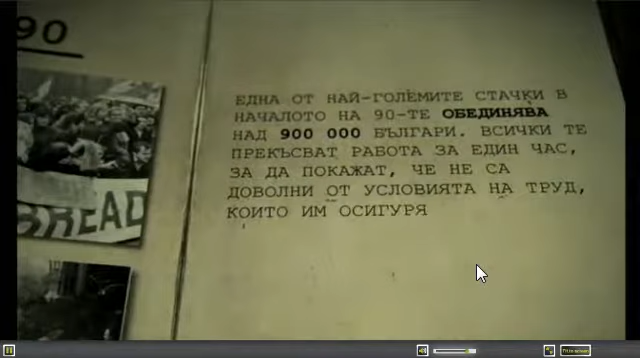 90
ЕДНА ОТ НАЙ-ГОЛЕМИТЕ СТАЧКИ В
НАЧАЛОТО НА 90-ТЕ ОБЕДИНЯВА
НАД 900 000 БЪЛГАРИ. ВСИЧКИ ТЕ
ПРЕКЪСВАТ РАБОТА ЗА ЕДИН ЧАС,
ЗА ДА ПОКАЖАТ, ЧЕ НЕ СА
ДОВОЛНИ ОТ УСЛОВИЯТА НА ТРУД,
КОИТО ИМ ОСИГУРЯ
BREAD